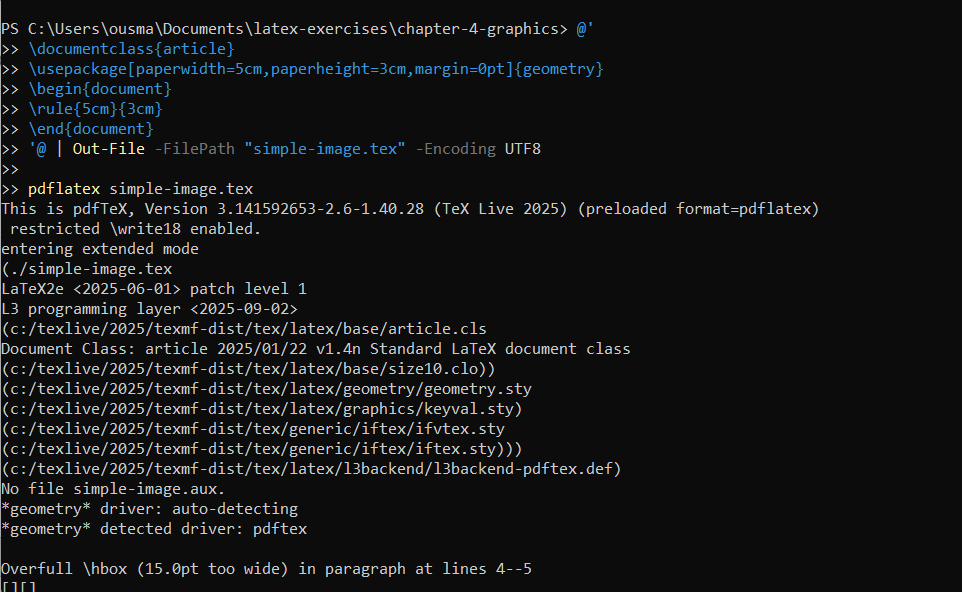 PS C:\Users\ousma\Documents\latex-exercises\chapter-4-graphics> @'
>> \documentclass{article}
>> \usepackage[paperwidth=5cm,paperheight=3cm,margin=0pt]{geometry}
>> \begin{document}
>> \rule{5cm}{3cm}
>> \end{document}
>> '@ | Out-File -FilePath "simple-image.tex" -Encoding UTF8
>>
>> pdflatex simple-image.tex
This is pdfTeX, Version 3.141592653-2.6-1.40.28 (TeX Live 2025) (preloaded format=pdflatex)
 restricted \write18 enabled.
entering extended mode
(./simple-image.tex
LaTeX2e <2025-06-01> patch level 1
L3 programming layer <2025-09-02>
(c:/texlive/2025/texmf-dist/tex/latex/base/article.cls
Document Class: article 2025/01/22 v1.4n Standard LaTeX document class
(c:/texlive/2025/texmf-dist/tex/latex/base/size10.clo))
(c:/texlive/2025/texmf-dist/tex/latex/geometry/geometry.sty
(c:/texlive/2025/texmf-dist/tex/latex/graphics/keyval.sty)
(c:/texlive/2025/texmf-dist/tex/generic/iftex/ifvtex.sty
(c:/texlive/2025/texmf-dist/tex/generic/iftex/iftex.sty)))
(c:/texlive/2025/texmf-dist/tex/latex/l3backend/l3backend-pdftex.def)
No file simple-image.aux.
*geometry* driver: auto-detecting
*geometry* detected driver: pdftex

Overfull \hbox (15.0pt too wide) in paragraph at lines 4--5
[][]